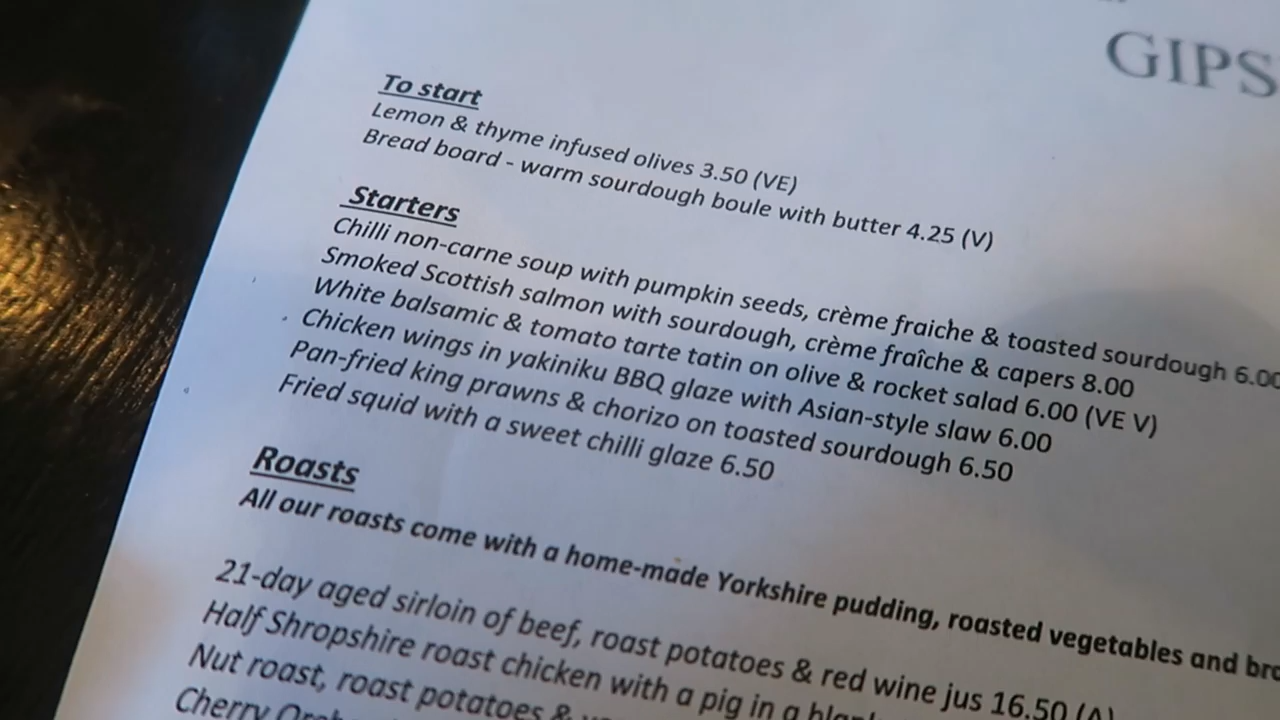 GIPS
To start
Lemon & thyme infused olives 3.50 (VE)
Bread board - warm sourdough boule with butter 4.25 (V)
Starters
Chilli non-carne soup with pumpkin seeds, crème fraiche & toasted sourdough 6.00
Smoked Scottish salmon with sourdough, crème fraîche & capers 8.00
White balsamic & tomato tarte tatin on olive & rocket salad 6.00 (VE V)
Chicken wings in yakiniku BBQ glaze with Asian-style slaw 6.00
Pan-fried king prawns & chorizo on toasted sourdough 6.50
Fried squid with a sweet chilli glaze 6.50
Roasts
All our roasts come with a home-made Yorkshire pudding, roasted vegetables and
21-day aged sirloin of beef, roast potatoes & red wine jus 16.50 (A)
Half Shropshire roast chicken with a pig in a
Nut roast, roast potatoes &
Cherry